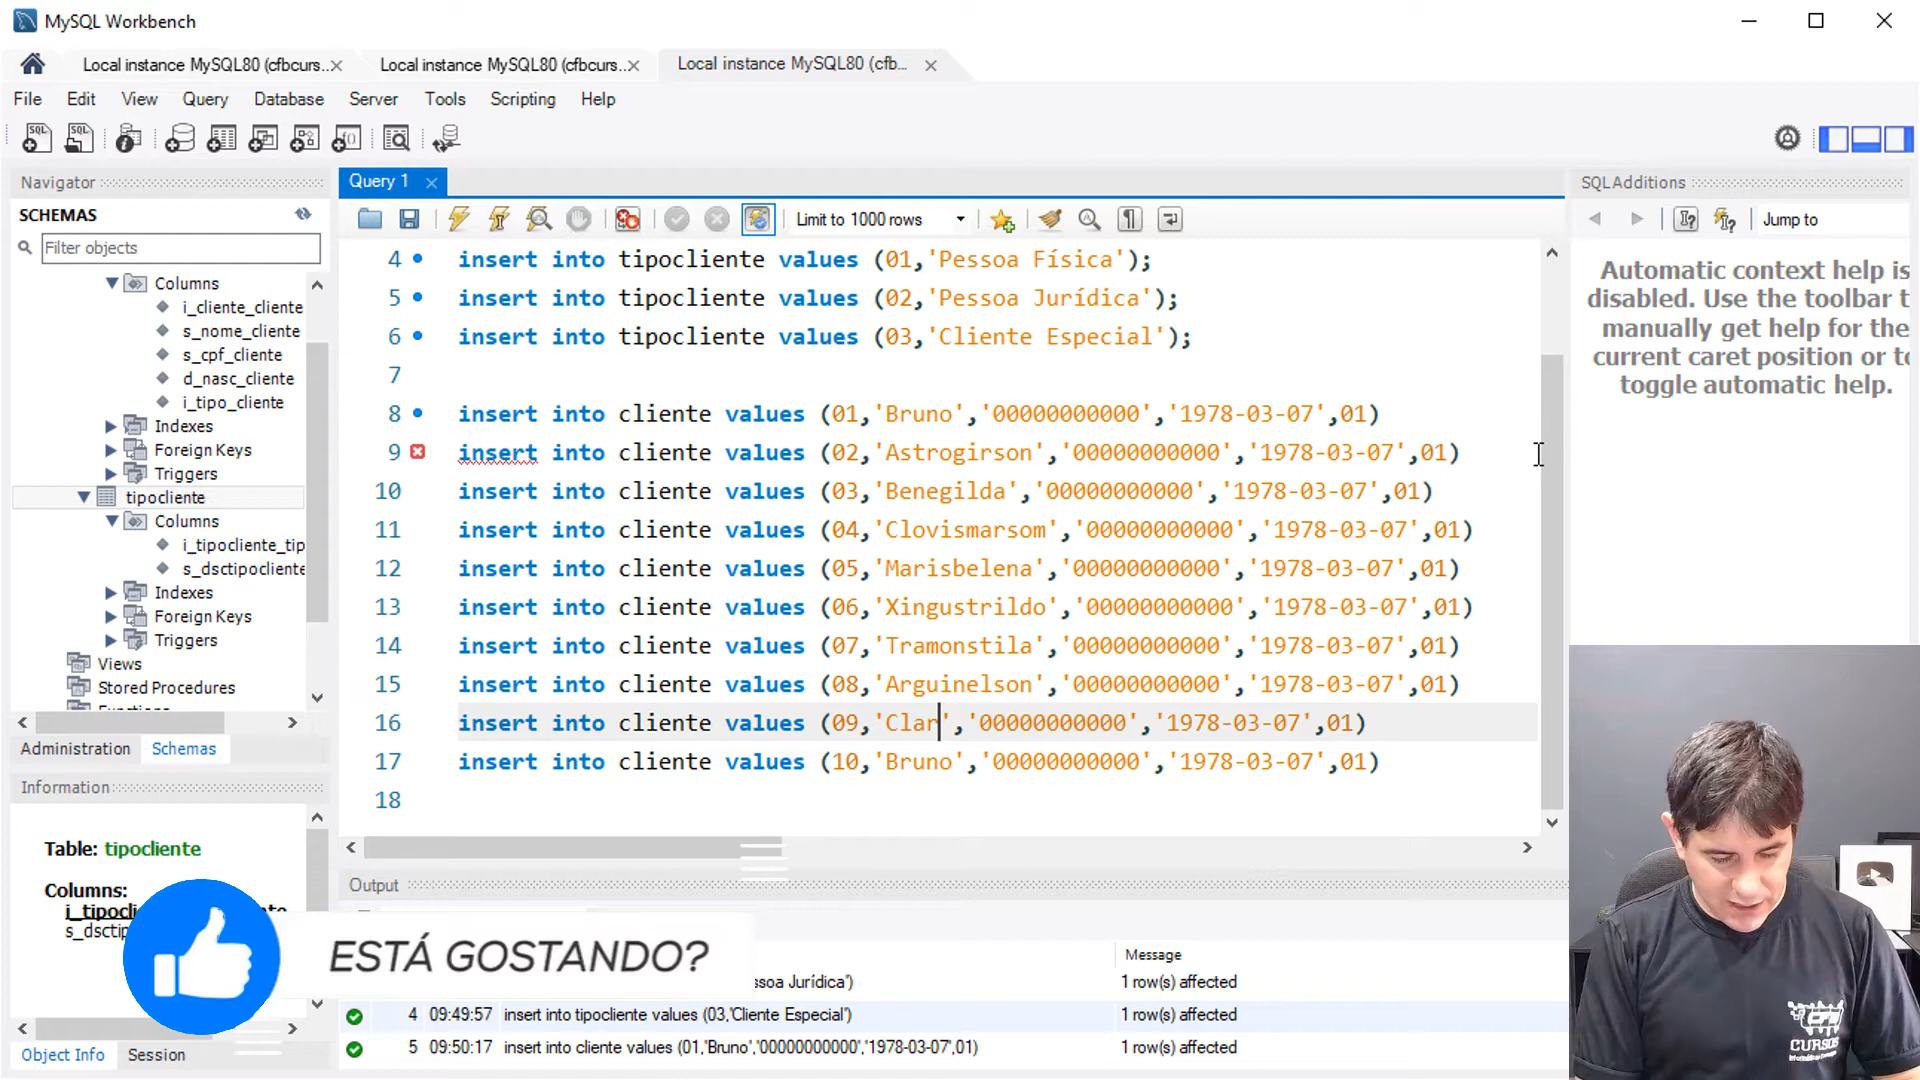 MySQL Workbench
Local instance MySQL80 (cfbcurs...
Local instance MySQL80 (cfbcurs...
Local instance MySQL80 (cfb...
File Edit View Query Database Server Tools Scripting Help
Navigator
SCHEMAS
Filter objects
Columns
i_cliente_cliente
s_nome_cliente
s_cpf_cliente
d_nasc_cliente
i_tipo_cliente
Indexes
Foreign Keys
Triggers
tipocliente
Columns
i_tipocliente_tip
s_dsctipocliente
Indexes
Foreign Keys
Triggers
Views
Stored Procedures
Administration Schemas
Information
Table: tipocliente
Columns:
Object Info Session
Query 1
Limit to 1000 rows
4 insert into tipocliente values (01,'Pessoa Física');
5 insert into tipocliente values (02,'Pessoa Jurídica');
6 insert into tipocliente values (03,'Cliente Especial');
7
8 insert into cliente values (01,'Bruno','00000000000','1978-03-07',01)
9 insert into cliente values (02,'Astrogirson','00000000000','1978-03-07',01)
10 insert into cliente values (03,'Benegilda','00000000000','1978-03-07',01)
11 insert into cliente values (04,'Clovismarsom','00000000000','1978-03-07',01)
12 insert into cliente values (05,'Marisbelena','00000000000','1978-03-07',01)
13 insert into cliente values (06,'Xingustrildo','00000000000','1978-03-07',01)
14 insert into cliente values (07,'Tramonstila','00000000000','1978-03-07',01)
15 insert into cliente values (08,'Arguinelson','00000000000','1978-03-07',01)
16 insert into cliente values (09,'Clar','00000000000','1978-03-07',01)
17 insert into cliente values (10,'Bruno','00000000000','1978-03-07',01)
18
Output
Message
ssoa Jurídica') 1 row(s) affected
4 09:49:57 insert into tipocliente values (03,'Cliente Especial') 1 row(s) affected
5 09:50:17 insert into cliente values (01,'Bruno','00000000000','1978-03-07',01) 1 row(s) affected
SQLAdditions
Jump to
Automatic context help is
disabled. Use the toolbar t
manually get help for the
current caret position or to
toggle automatic help.
ESTÁ GOSTANDO?
CFB
CURSOS